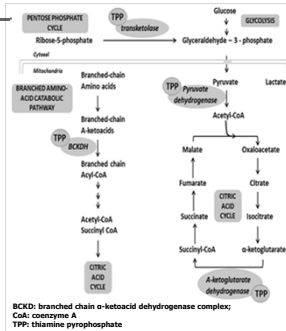 PENTOSE PHOSPHATE
CYCLE
TPP
transketolase
Glucose
GLYCOLYSIS
Ribose-5-phosphate
Glyceraldehyde – 3 - phosphate
Cytosol
Mitochondria
Branched-chain
Amino acids
BRANCHED AMINO-
ACID CATABOLIC
PATHWAY
Branched-chain
A-ketoacids
TPP
BCKDH
Branched chain
Acyl-CoA
Acetyl-CoA
Succinyl CoA
CITRIC
ACID
CYCLE
TPP
Pyruvate
Lactate
Pyruvate
dehydrogenase
Acetyl-CoA
Malate
Oxaloacetate
Fumarate
Citrate
CITRIC
ACID
CYCLE
Succinate
Isocitrate
Succinyl-CoA
α-ketoglutarate
A-ketoglutarate
dehydrogenase
TPP
BCKD: branched chain α-ketoacid dehydrogenase complex;
CoA: coenzyme A
TPP: thiamine pyrophosphate